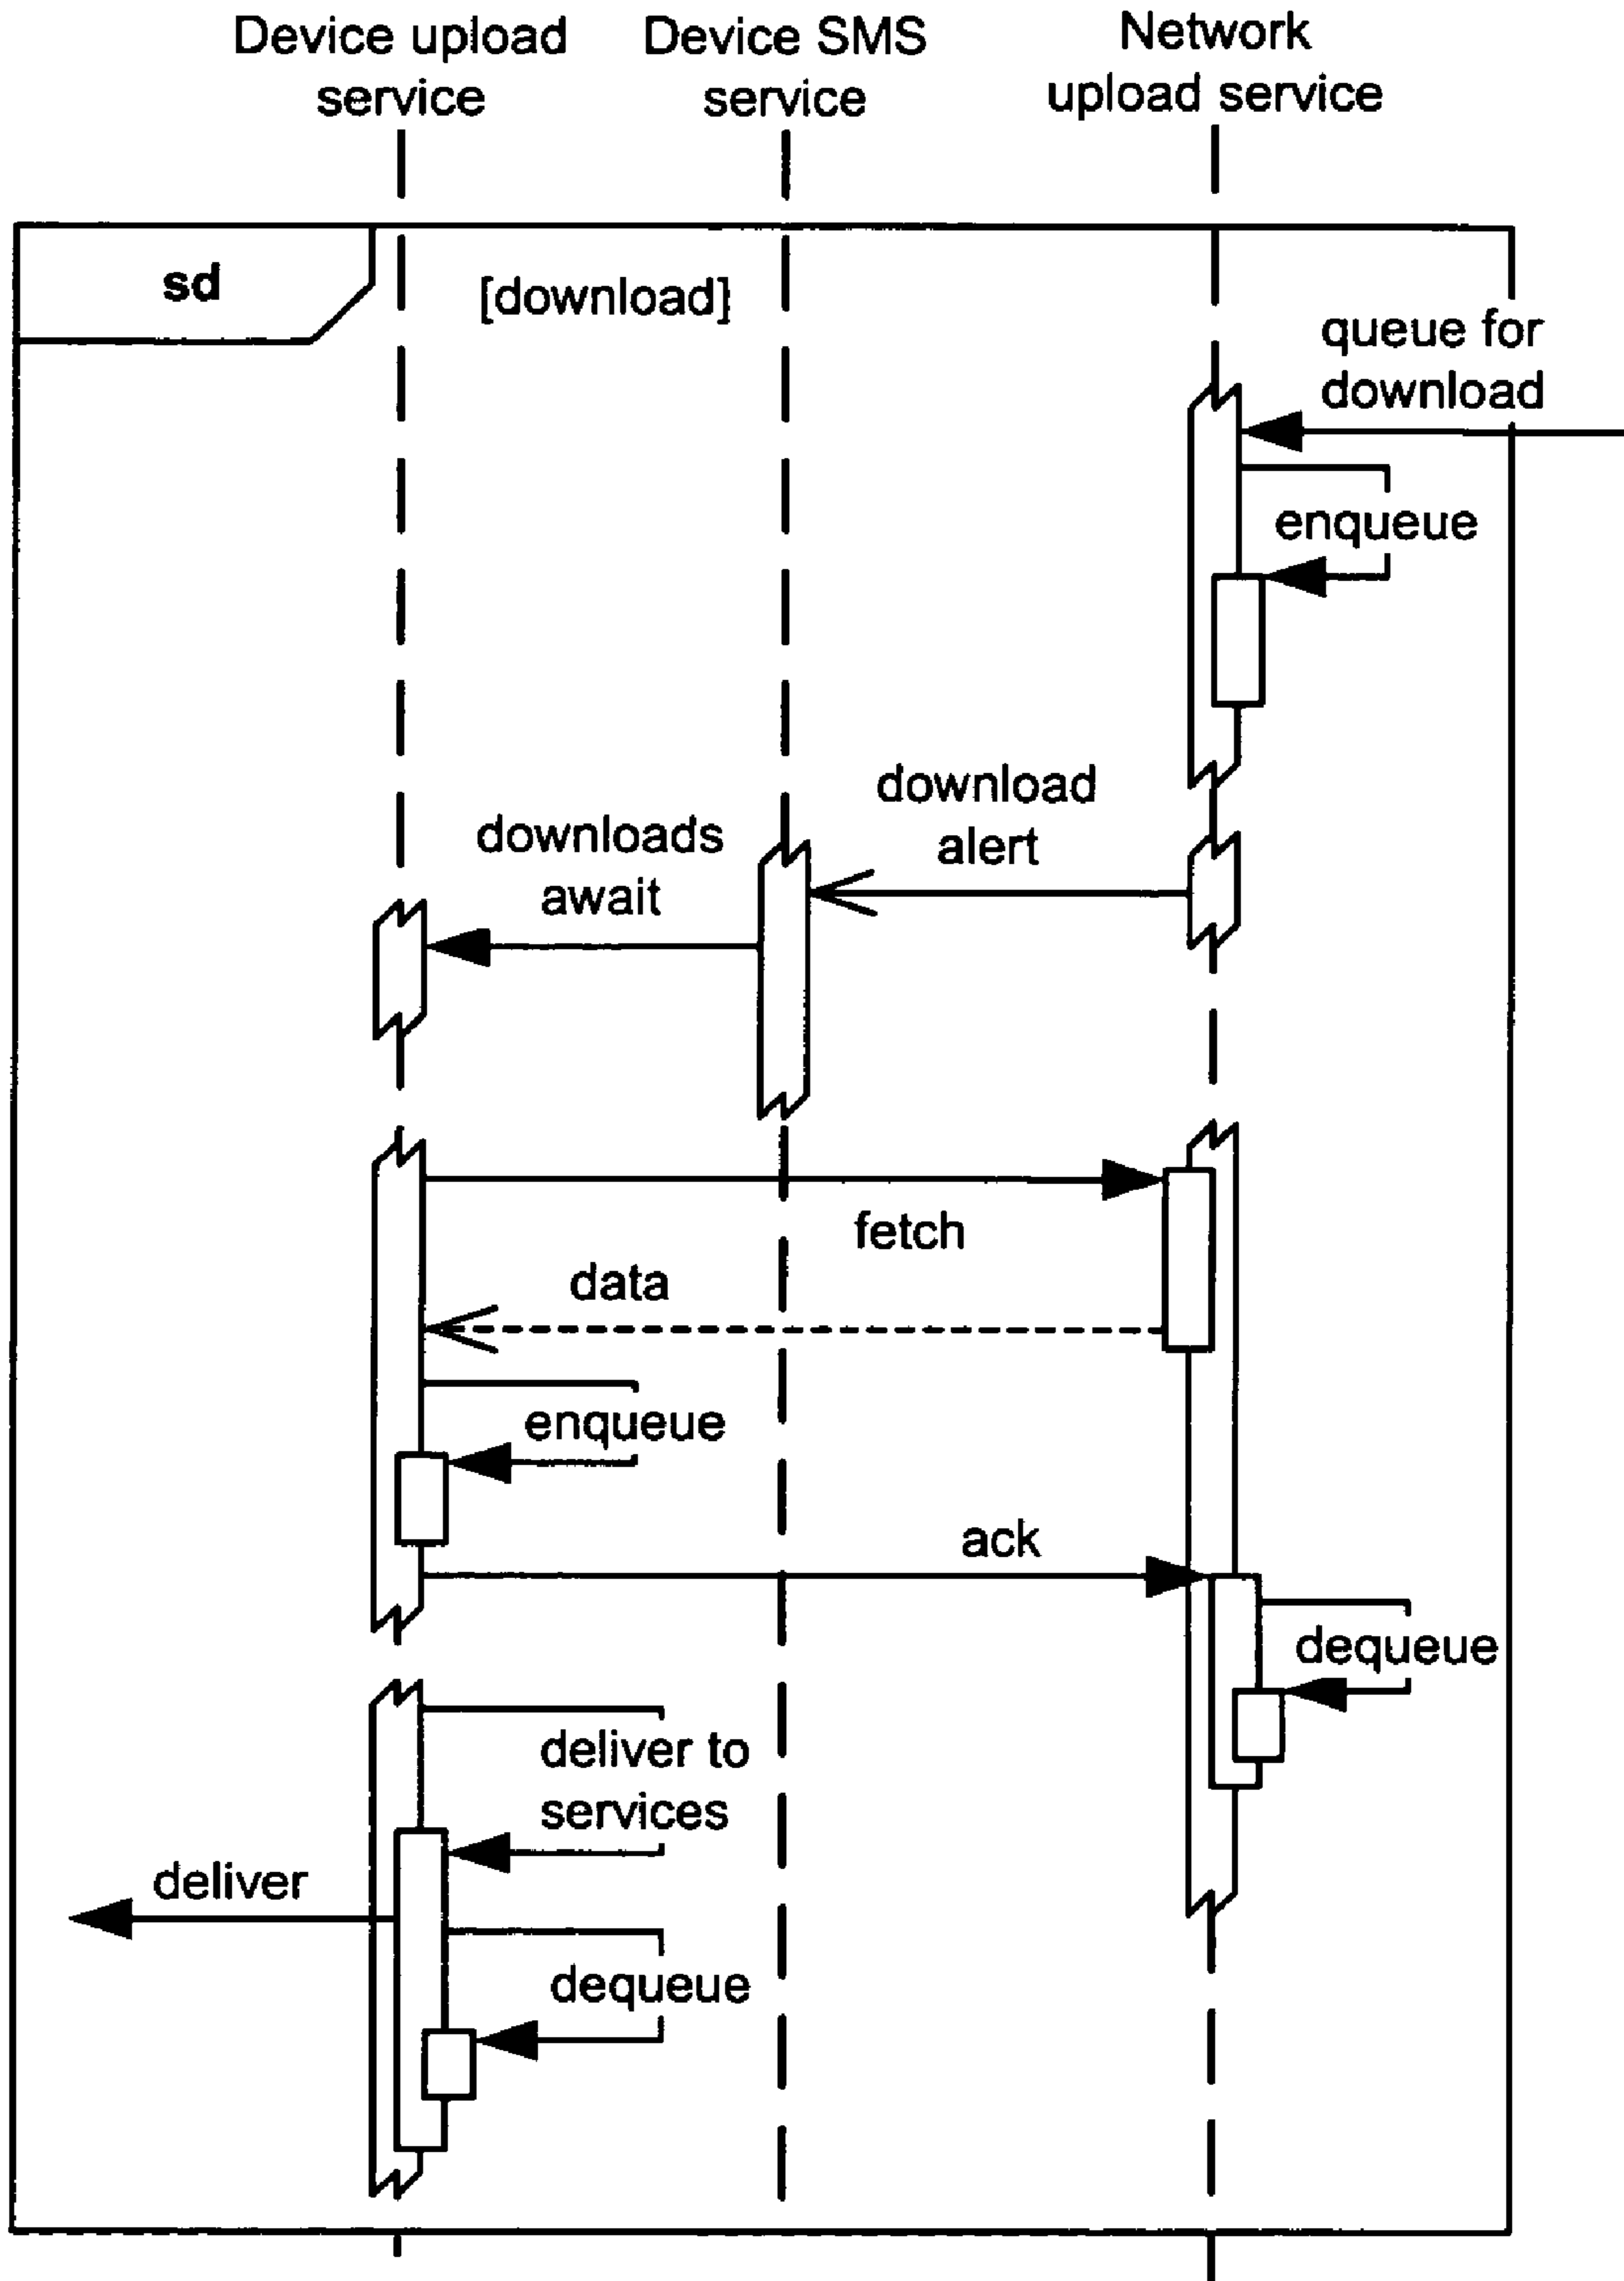 Device upload
service
Device SMS
service
Network
upload service
sd
[download]
queue for
download
enqueue
download
alert
downloads
await
fetch
data
enqueue
ack
dequeue
deliver to
services
deliver
dequeue